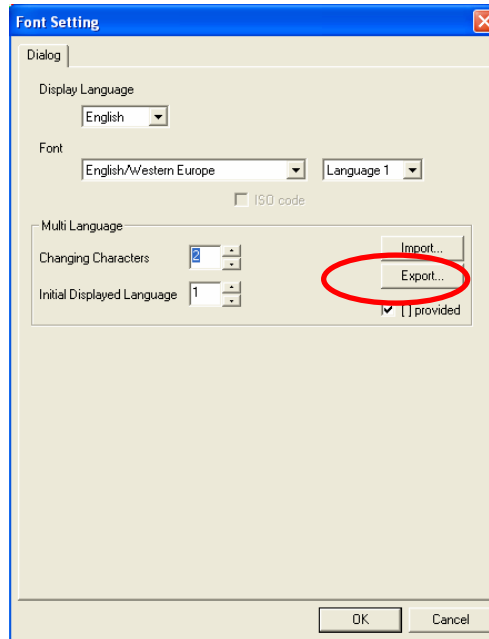 Font Setting
Dialog
Display Language
English
Font
English/Western Europe Language 1
ISO code
Multi Language
Import...
Changing Characters 2
Export...
Initial Displayed Language 1
[ ] provided
OK Cancel